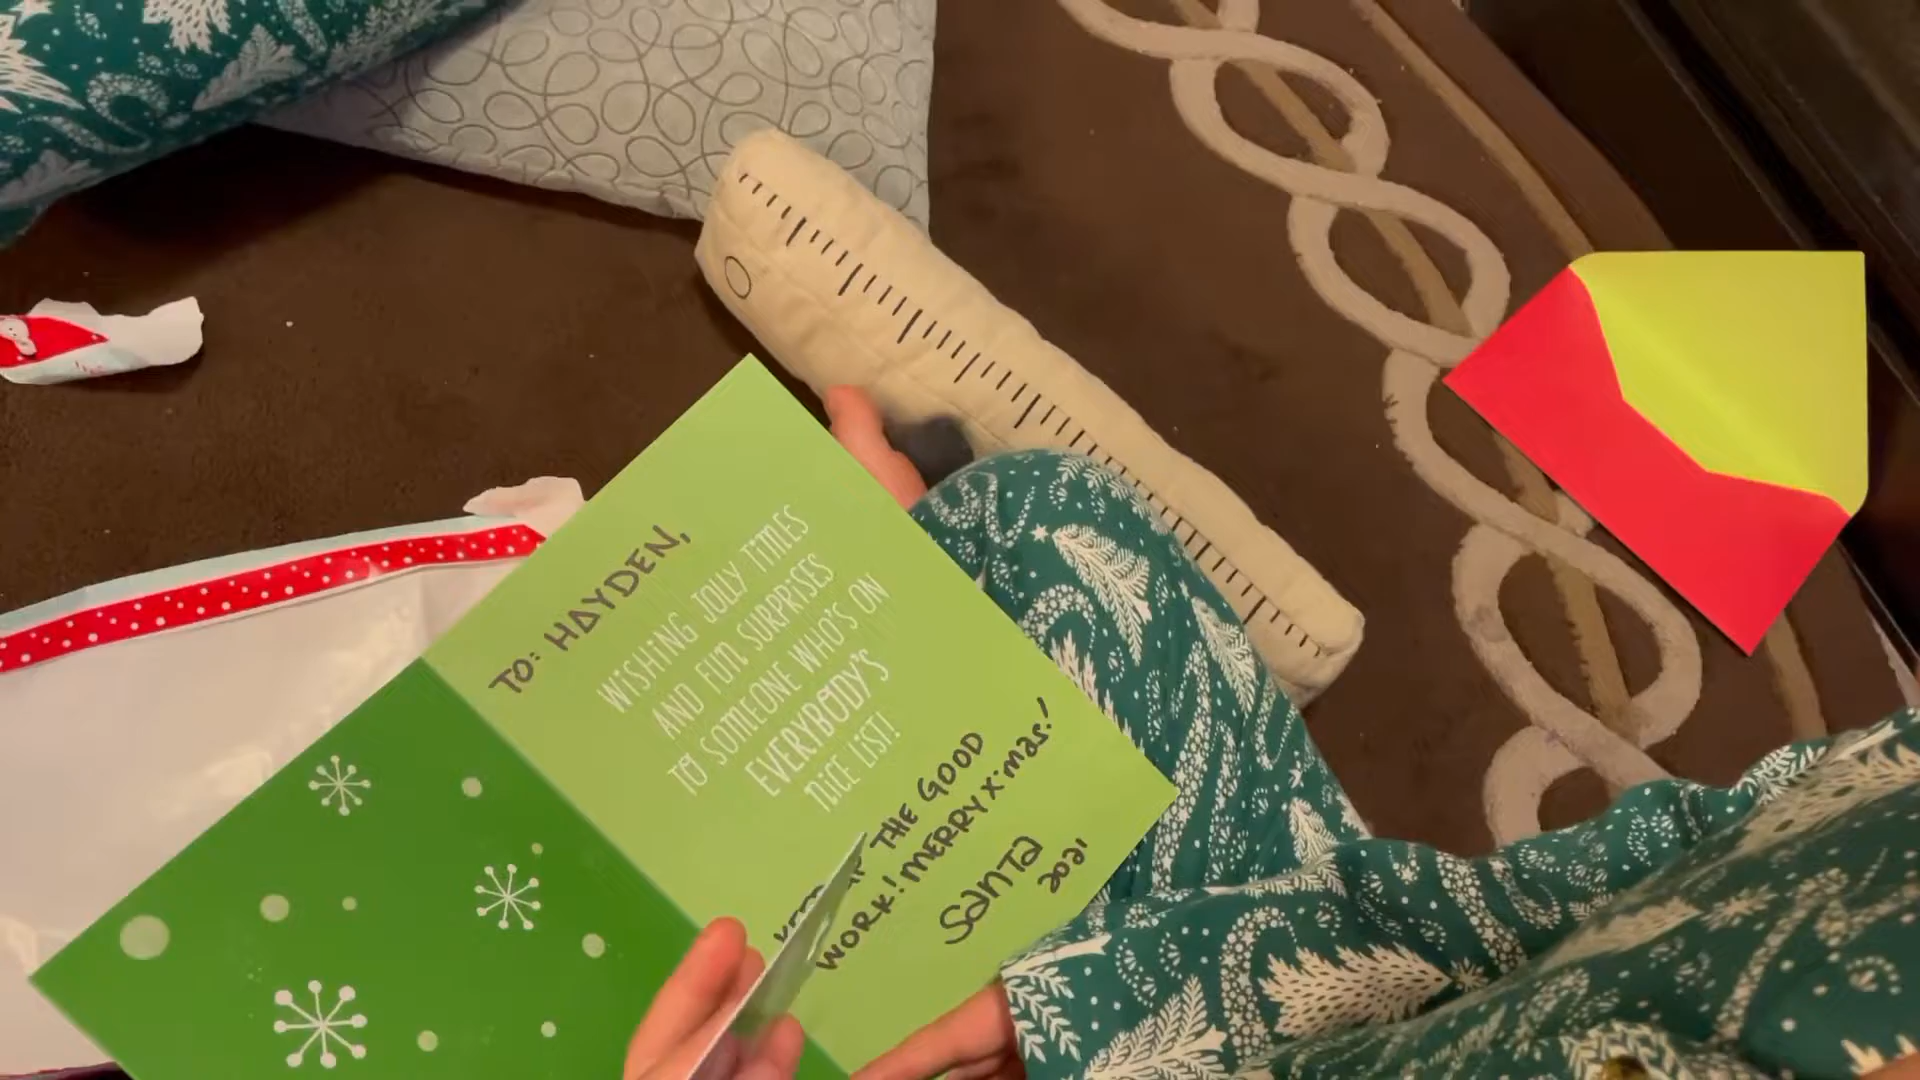 TO: HAYDEN,
WISHING JOLLY TIMES
AND FUN SURPRISES
TO SOMEONE WHO'S ON
EVERYBODY'S
NICE LIST!
THE GOOD
WORK! MERRY X-mas!
Santa
2021